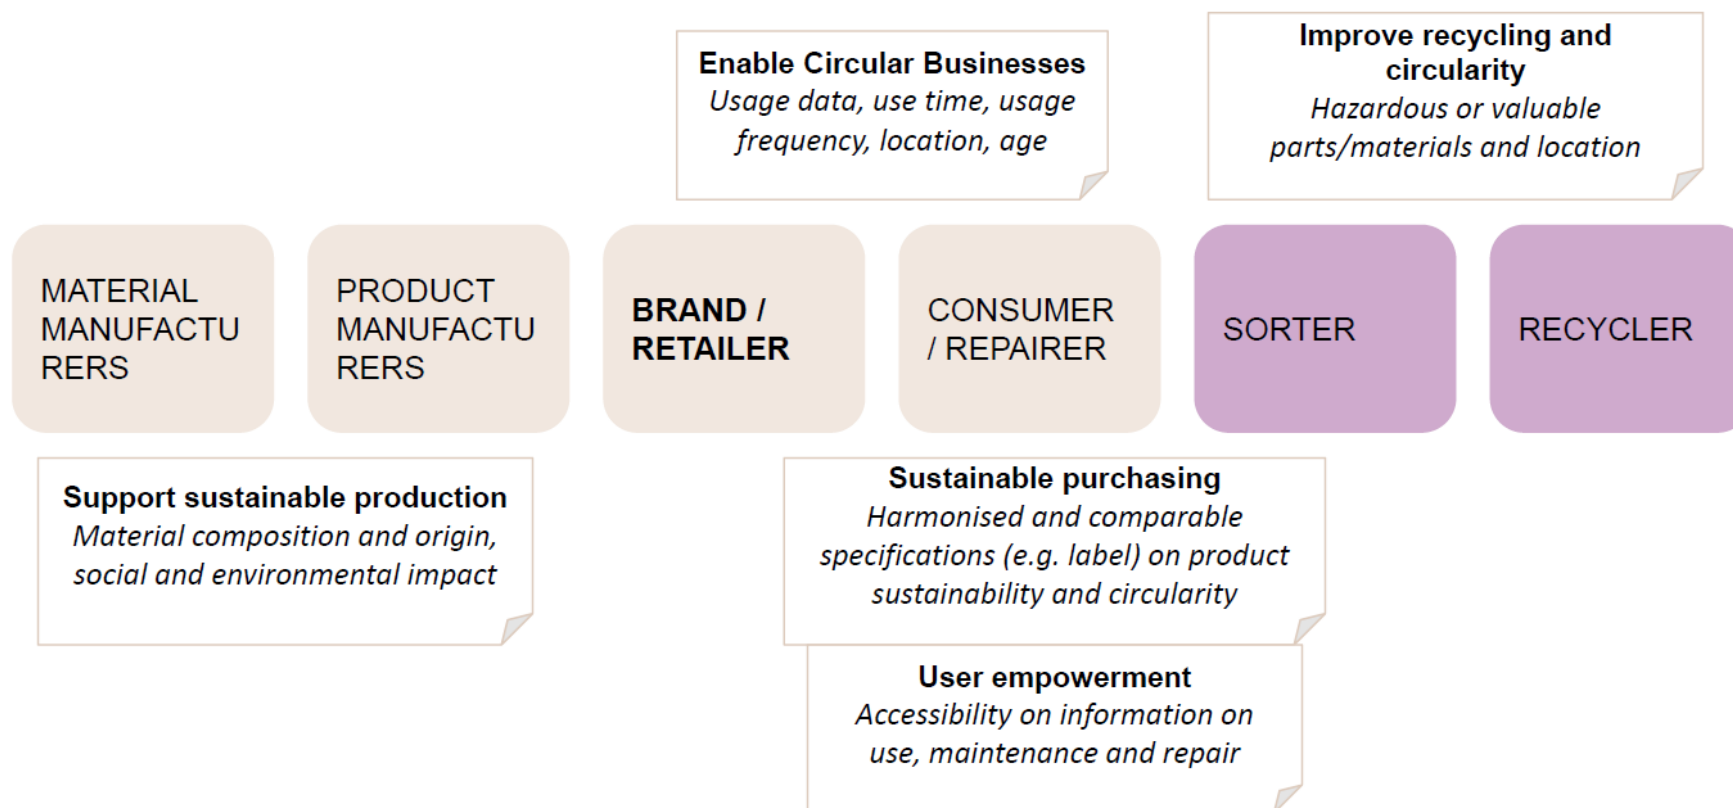 Enable Circular Businesses
Usage data, use time, usage
frequency, location, age
Improve recycling and
circularity
Hazardous or valuable
parts/materials and location
MATERIAL
MANUFACTU
RERS
PRODUCT
MANUFACTU
RERS
BRAND /
RETAILER
CONSUMER
/ REPAIRER
SORTER
RECYCLER
Support sustainable production
Material composition and origin,
social and environmental impact
Sustainable purchasing
Harmonised and comparable
specifications (e.g. label) on product
sustainability and circularity
User empowerment
Accessibility on information on
use, maintenance and repair